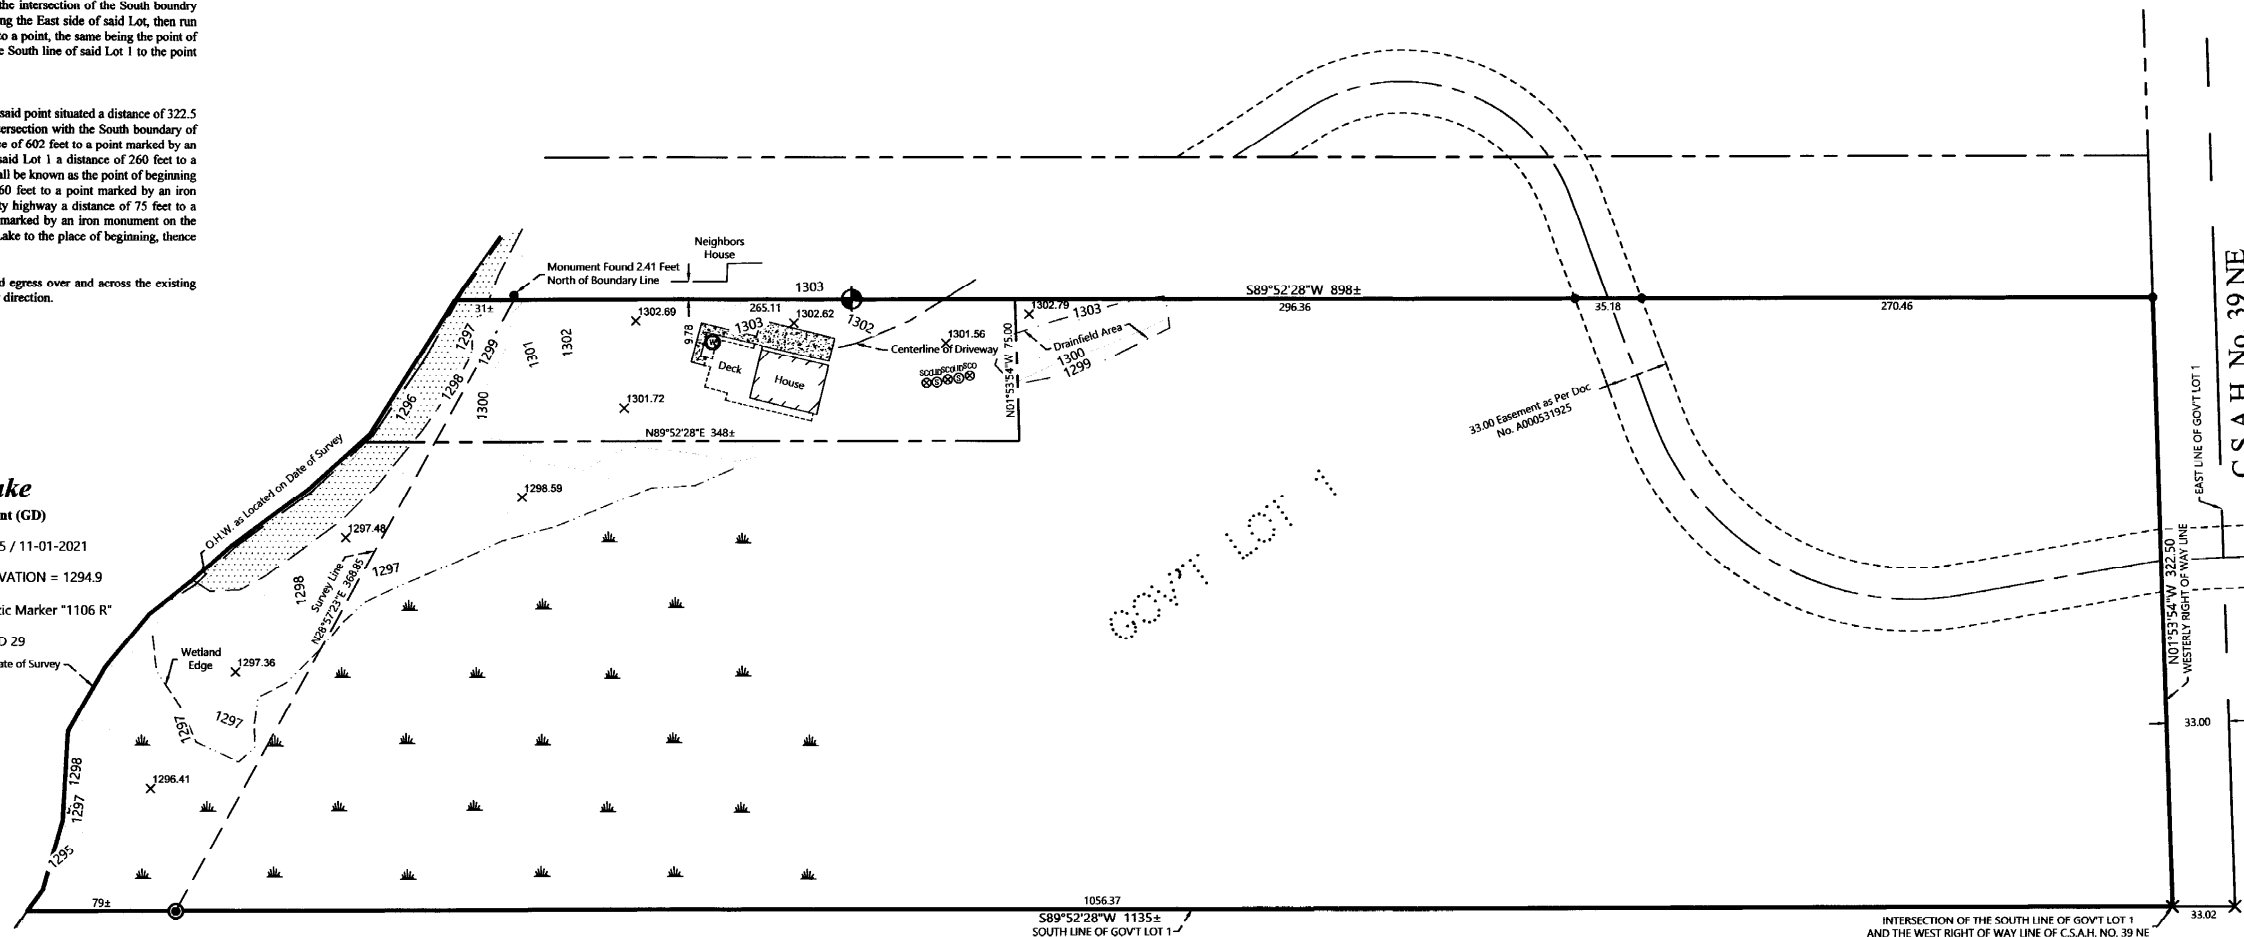 the intersection of the South boundry
ng the East side of said Lot, then run
to a point, the same being the point of
e South line of said Lot 1 to the point
said point situated a distance of 322.5
tersection with the South boundary of
e of 602 feet to a point marked by an
said Lot 1 a distance of 260 feet to a
all be known as the point of beginning
60 feet to a point marked by an iron
ty highway a distance of 75 feet to a
marked by an iron monument on the
Lake to the place of beginning, thence
d egress over and across the existing
direction.
ake
nt (GD)
5 / 11-01-2021
VATION = 1294.9
tic Marker "1106 R"
D 29
ate of Survey
Neighbors
House
Monument Found 2.41 Feet
North of Boundary Line
1303
S89°52'28"W 898±
31±
265.11
296.36
35.18
270.46
1302.69
1302.62
1302
1303
1302.79
1303
9.78
1301.56
Centerline of Driveway
Drainfield Area
1300
1299
N01°53'54"W 75.00
Deck
House
W
SCO
SCO
SCO
1297
1299
1301
1302
1298
1296
1300
1301.72
N89°52'28"E 348±
33.00 Easement as Per Doc
No. A000531925
O.H.W. as Located on Date of Survey
1298.59
1297.48
1297
1298
Survey Line
N28°57'23"E 368.85
GOV'T LOT 1
Wetland
Edge
1297.36
1297
1297
1296.41
1298
1297
1295
79±
1056.37
S89°52'28"W 1135±
SOUTH LINE OF GOV'T LOT 1
C S A H No. 39 NE
EAST LINE OF GOV'T LOT 1
N01°53'54"W 322.50
WESTERLY RIGHT OF WAY LINE
33.00
33.02
INTERSECTION OF THE SOUTH LINE OF GOV'T LOT 1
AND THE WEST RIGHT OF WAY LINE OF C.S.A.H. NO. 39 NE